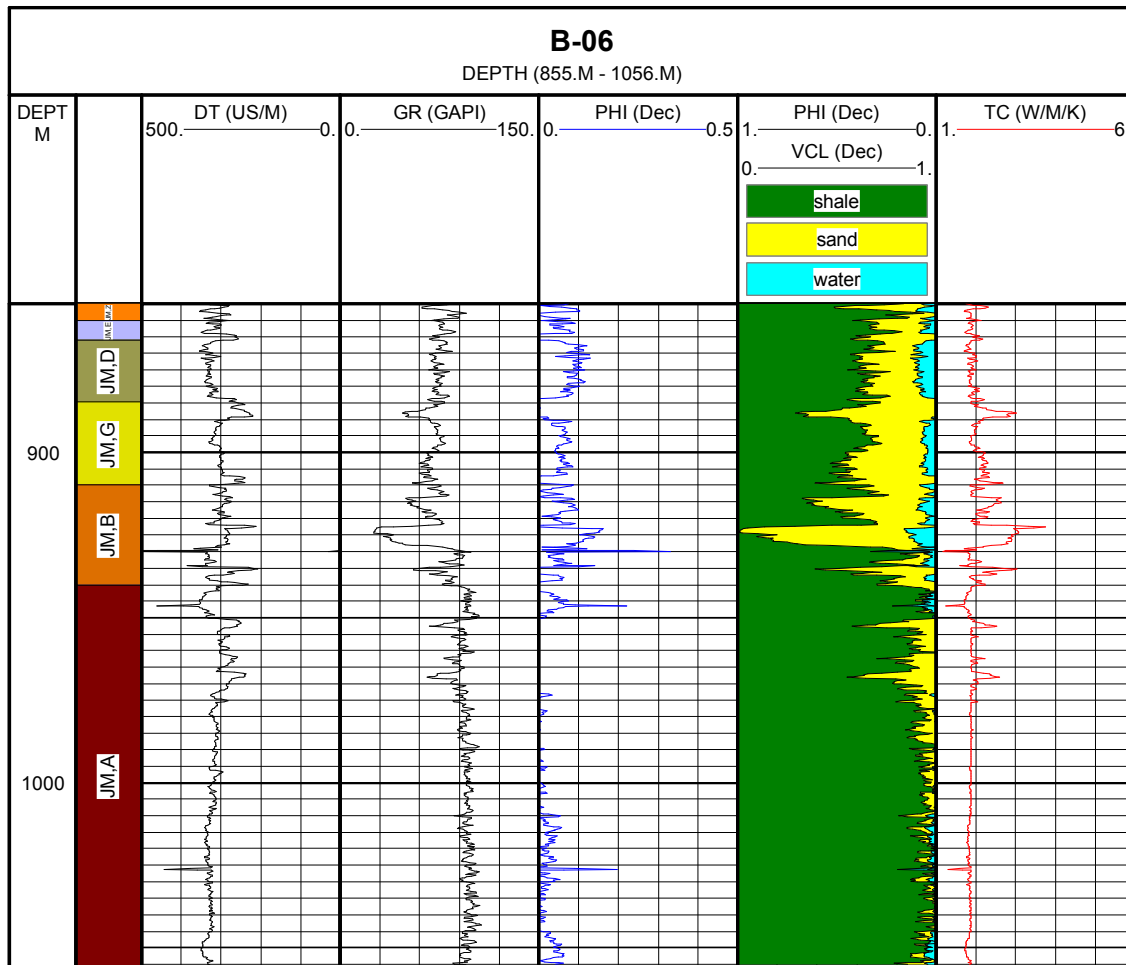 B-06
DEPTH (855.M - 1056.M)
DEPT
M
DT (US/M)
500. 0.
GR (GAPI)
0. 150.
PHI (Dec)
0. 0.5
PHI (Dec)
1. 0.
VCL (Dec)
0. 1.
shale
sand
water
TC (W/M/K)
1. 6
JM,D
JM,G
900
JM,B
JM,A
1000